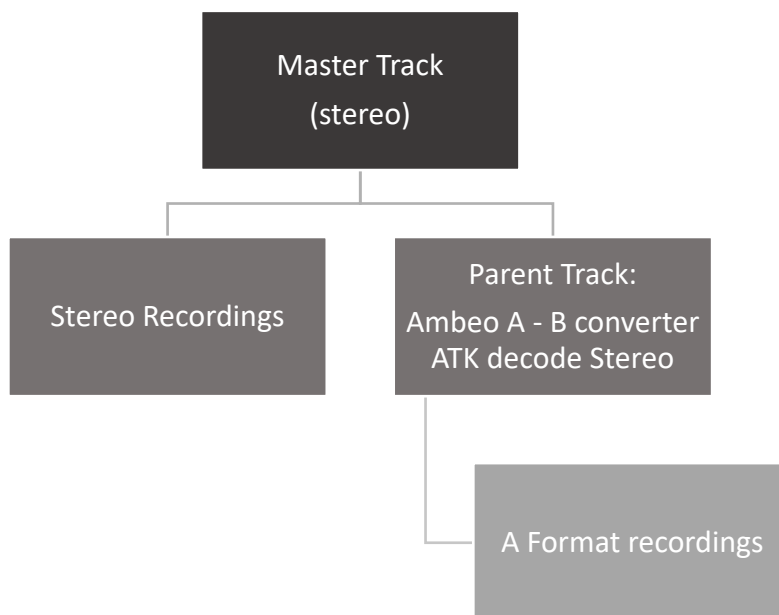 Master Track
(stereo)
Stereo Recordings
Parent Track:
Ambeo A - B converter
ATK decode Stereo
A Format recordings